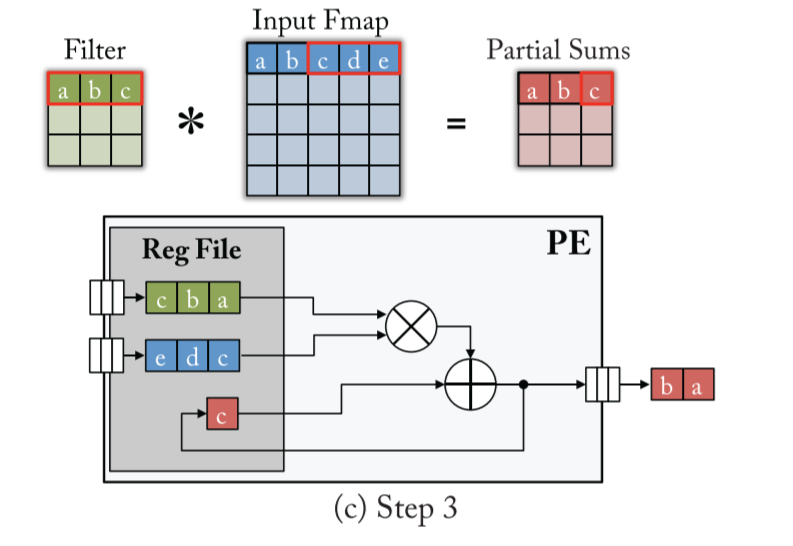 Input Fmap
Filter
Partial Sums
a b c d e
a b c
a b c
*
=
PE
Reg File
c b a
e d c
c
b a
(c) Step 3